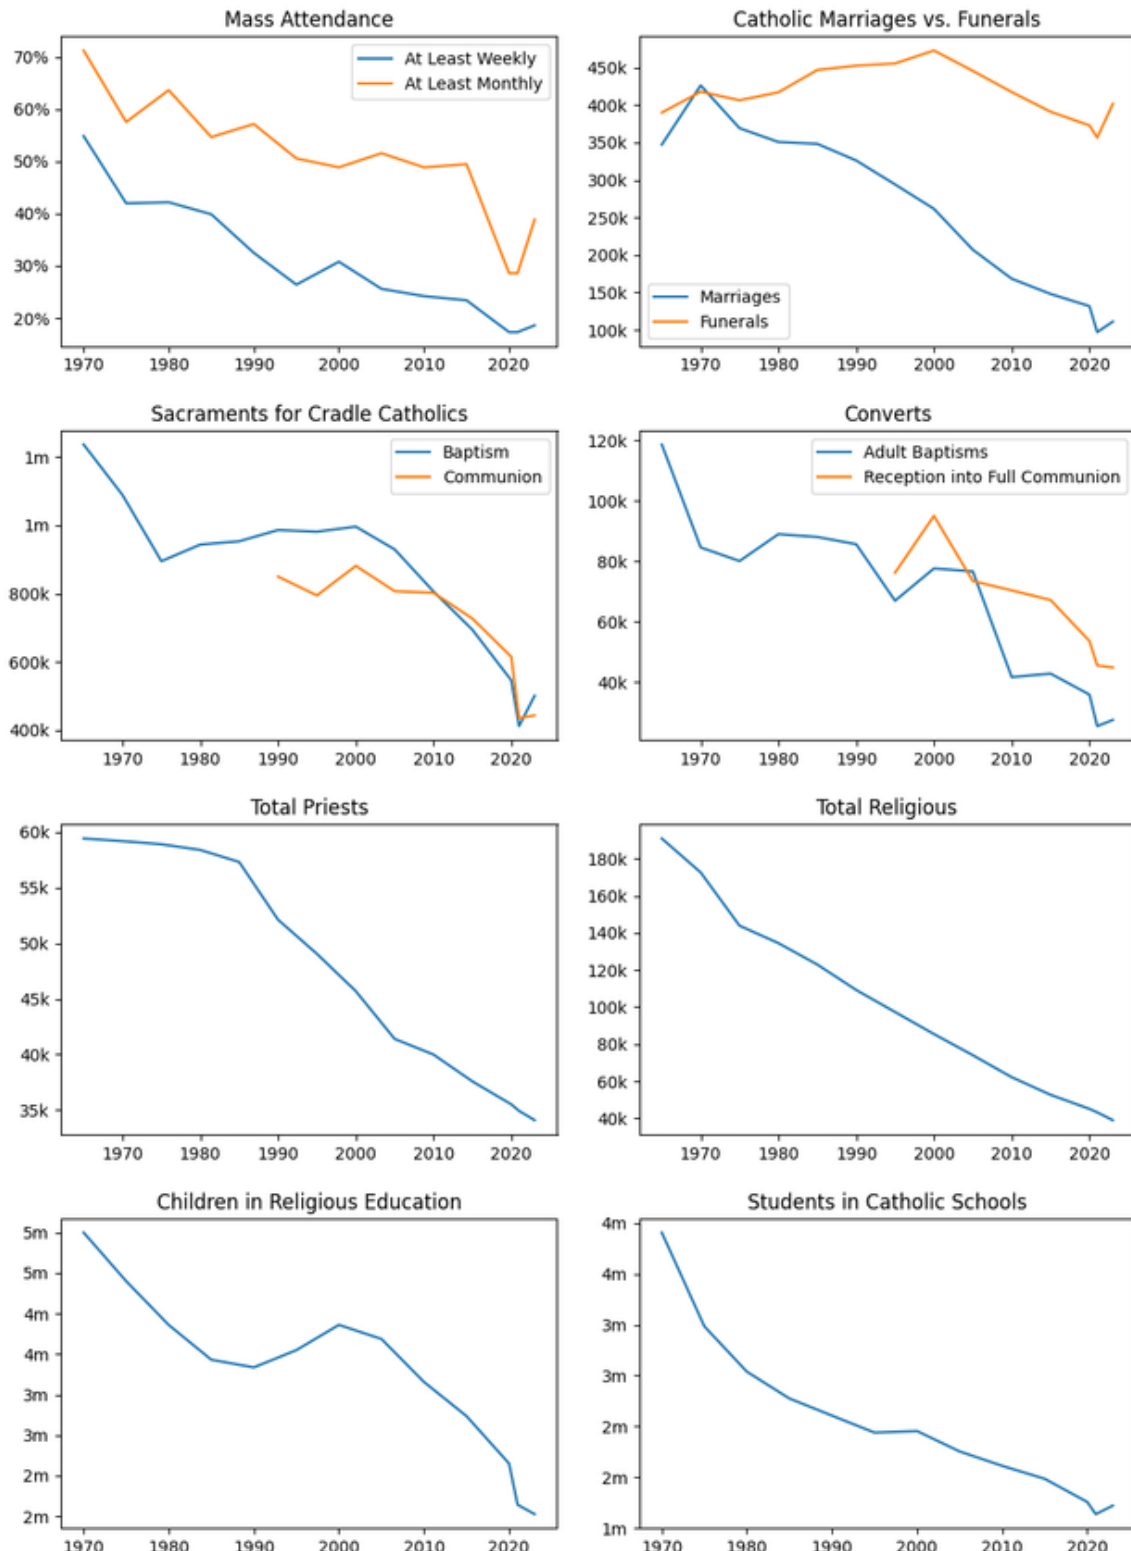 Mass Attendance
70%
60%
50%
40%
30%
20%
At Least Weekly
At Least Monthly
1970 1980 1990 2000 2010 2020
Catholic Marriages vs. Funerals
450k
400k
350k
300k
250k
200k
150k
100k
Marriages
Funerals
1970 1980 1990 2000 2010 2020
Sacraments for Cradle Catholics
1m
1m
800k
600k
400k
Baptism
Communion
1970 1980 1990 2000 2010 2020
Converts
120k
100k
80k
60k
40k
Adult Baptisms
Reception into Full Communion
1970 1980 1990 2000 2010 2020
Total Priests
60k
55k
50k
45k
40k
35k
1970 1980 1990 2000 2010 2020
Total Religious
180k
160k
140k
120k
100k
80k
60k
40k
1970 1980 1990 2000 2010 2020
Children in Religious Education
5m
5m
4m
4m
3m
3m
2m
2m
1970 1980 1990 2000 2010 2020
Students in Catholic Schools
4m
4m
3m
3m
2m
2m
1m
1970 1980 1990 2000 2010 2020